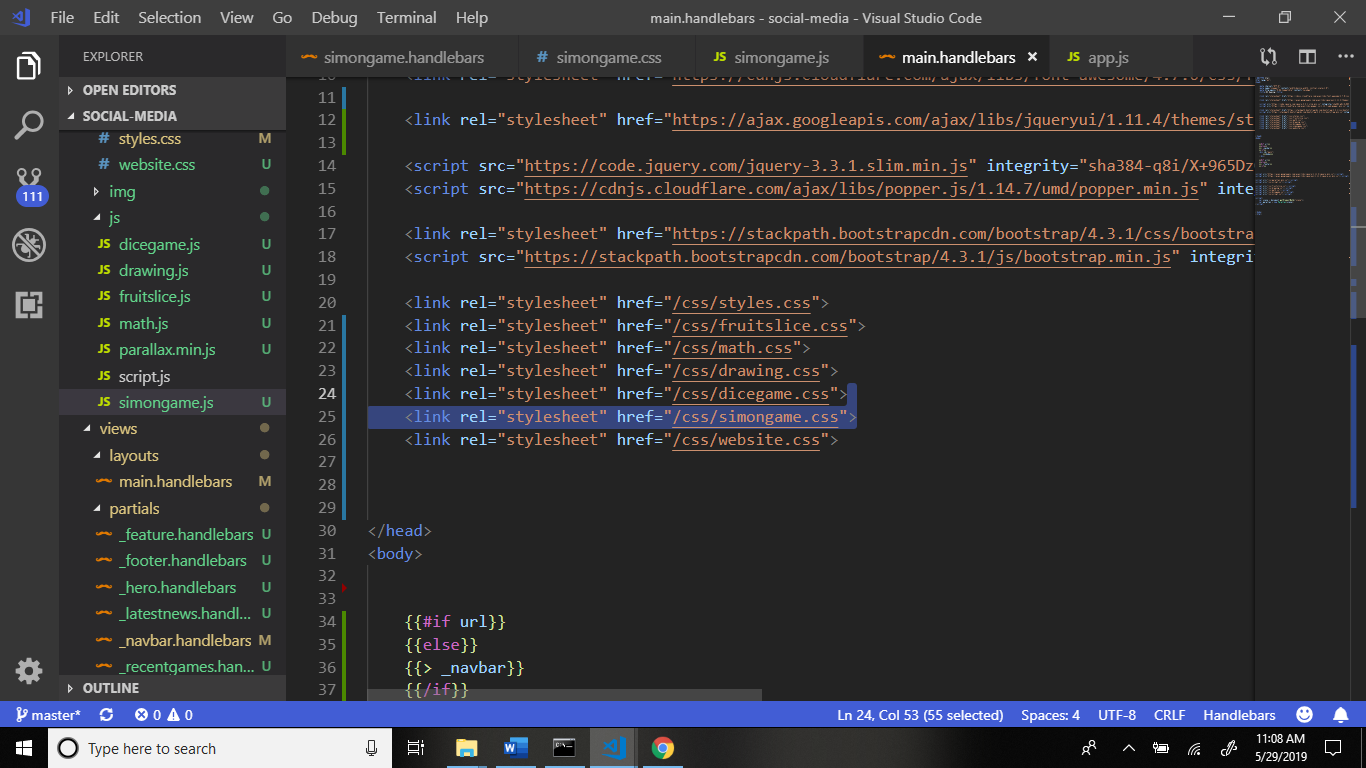 File Edit Selection View Go Debug Terminal Help
main.handlebars - social-media - Visual Studio Code
EXPLORER
simongame.handlebars
# simongame.css
JS simongame.js
main.handlebars
JS app.js
OPEN EDITORS
SOCIAL-MEDIA
# styles.css M
# website.css U
img
js
JS dicegame.js U
JS drawing.js U
JS fruitslice.js U
JS math.js U
JS parallax.min.js U
JS script.js
JS simongame.js U
views
layouts
main.handlebars M
partials
_feature.handlebars U
_footer.handlebars U
_hero.handlebars U
_latestnews.handl... U
_navbar.handlebars M
_recentgames.han... U
OUTLINE
111
11
12 <link rel="stylesheet" href="https://ajax.googleapis.com/ajax/libs/jqueryui/1.11.4/themes/st
13
14 <script src="https://code.jquery.com/jquery-3.3.1.slim.min.js" integrity="sha384-q8i/X+965Dz
15 <script src="https://cdnjs.cloudflare.com/ajax/libs/popper.js/1.14.7/umd/popper.min.js" inte
16
17 <link rel="stylesheet" href="https://stackpath.bootstrapcdn.com/bootstrap/4.3.1/css/bootstra
18 <script src="https://stackpath.bootstrapcdn.com/bootstrap/4.3.1/js/bootstrap.min.js" integri
19
20 <link rel="stylesheet" href="/css/styles.css">
21 <link rel="stylesheet" href="/css/fruitslice.css">
22 <link rel="stylesheet" href="/css/math.css">
23 <link rel="stylesheet" href="/css/drawing.css">
24 <link rel="stylesheet" href="/css/dicegame.css">
25 <link rel="stylesheet" href="/css/simongame.css">
26 <link rel="stylesheet" href="/css/website.css">
27
28
29
30 </head>
31 <body>
32
33
34 {{#if url}}
35 {{else}}
36 {{> _navbar}}
37 {{/if}}
master* 0 0
Ln 24, Col 53 (55 selected) Spaces: 4 UTF-8 CRLF Handlebars
Type here to search
11:08 AM
5/29/2019